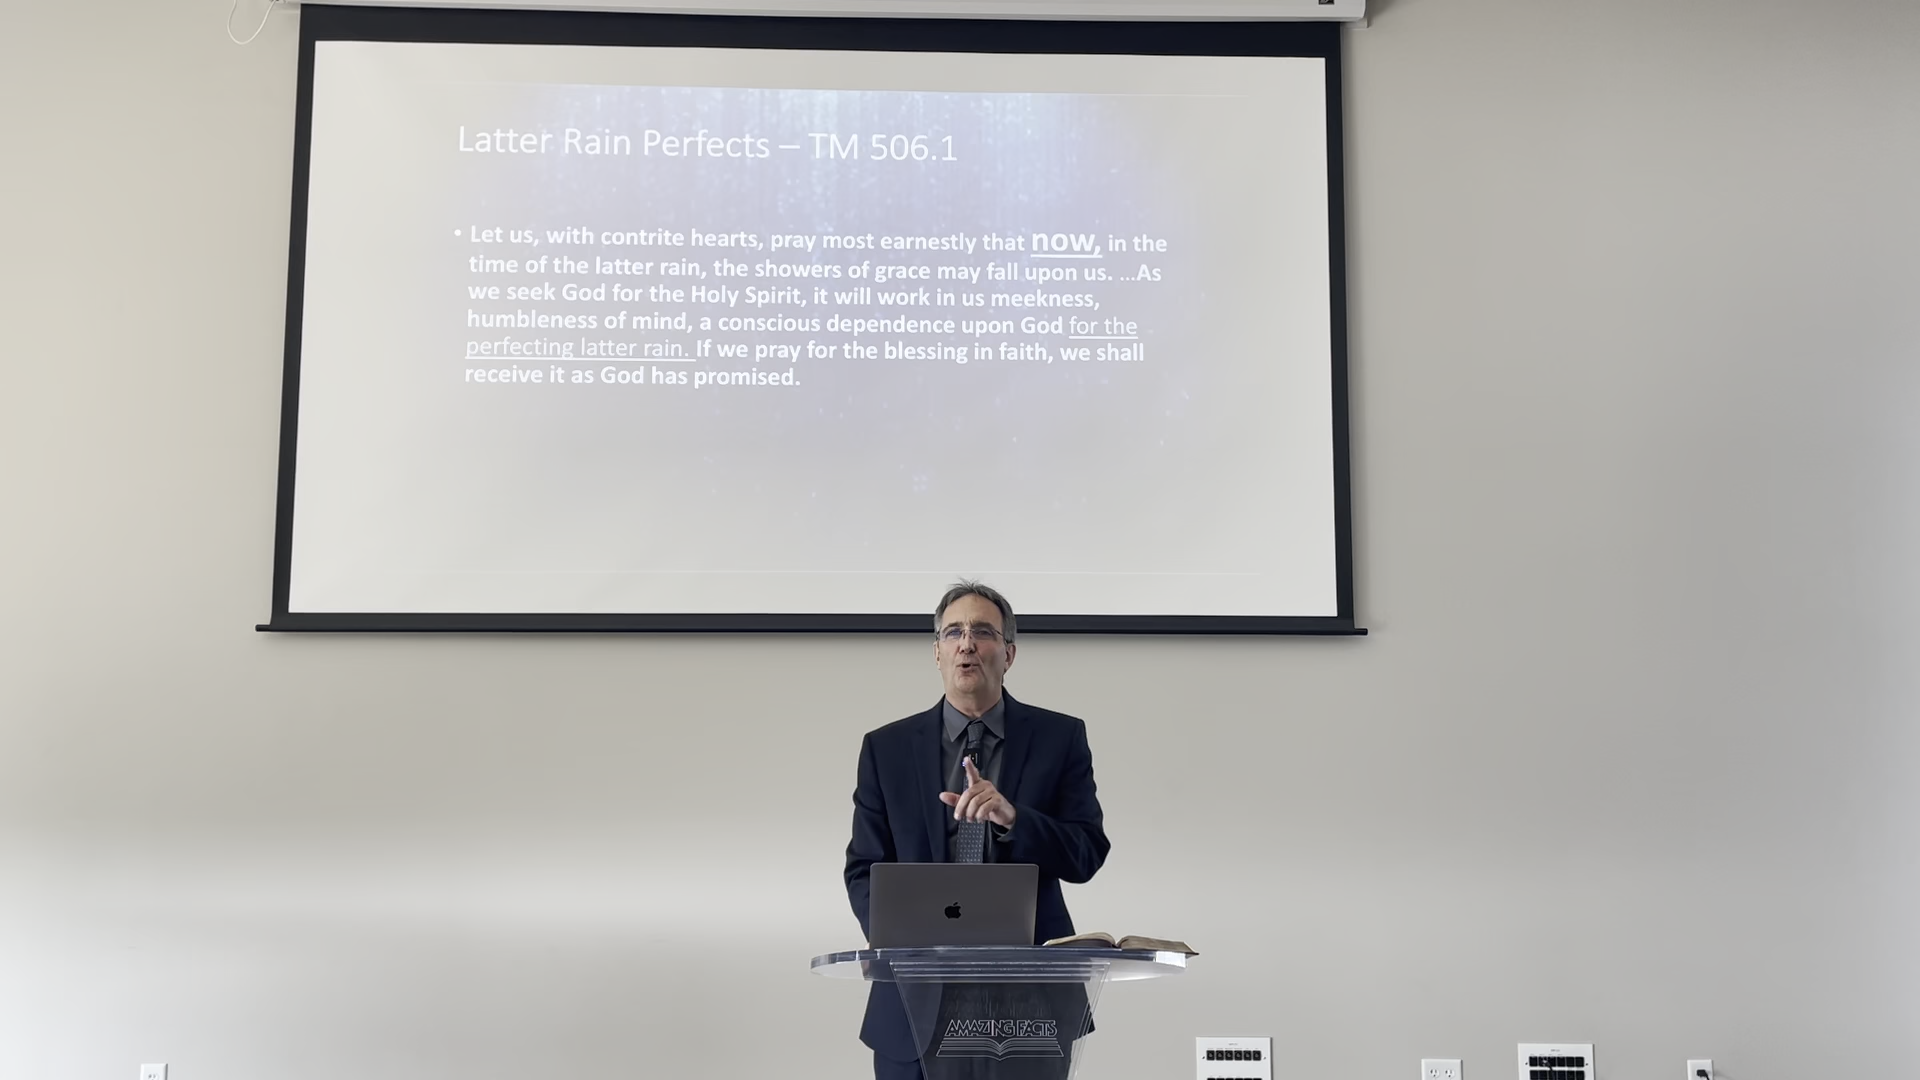 Latter Rain Perfects – TM 506.1
• Let us, with contrite hearts, pray most earnestly that now, in the
time of the latter rain, the showers of grace may fall upon us. ...As
we seek God for the Holy Spirit, it will work in us meekness,
humbleness of mind, a conscious dependence upon God for the
perfecting latter rain. If we pray for the blessing in faith, we shall
receive it as God has promised.
AMAZING FACTS